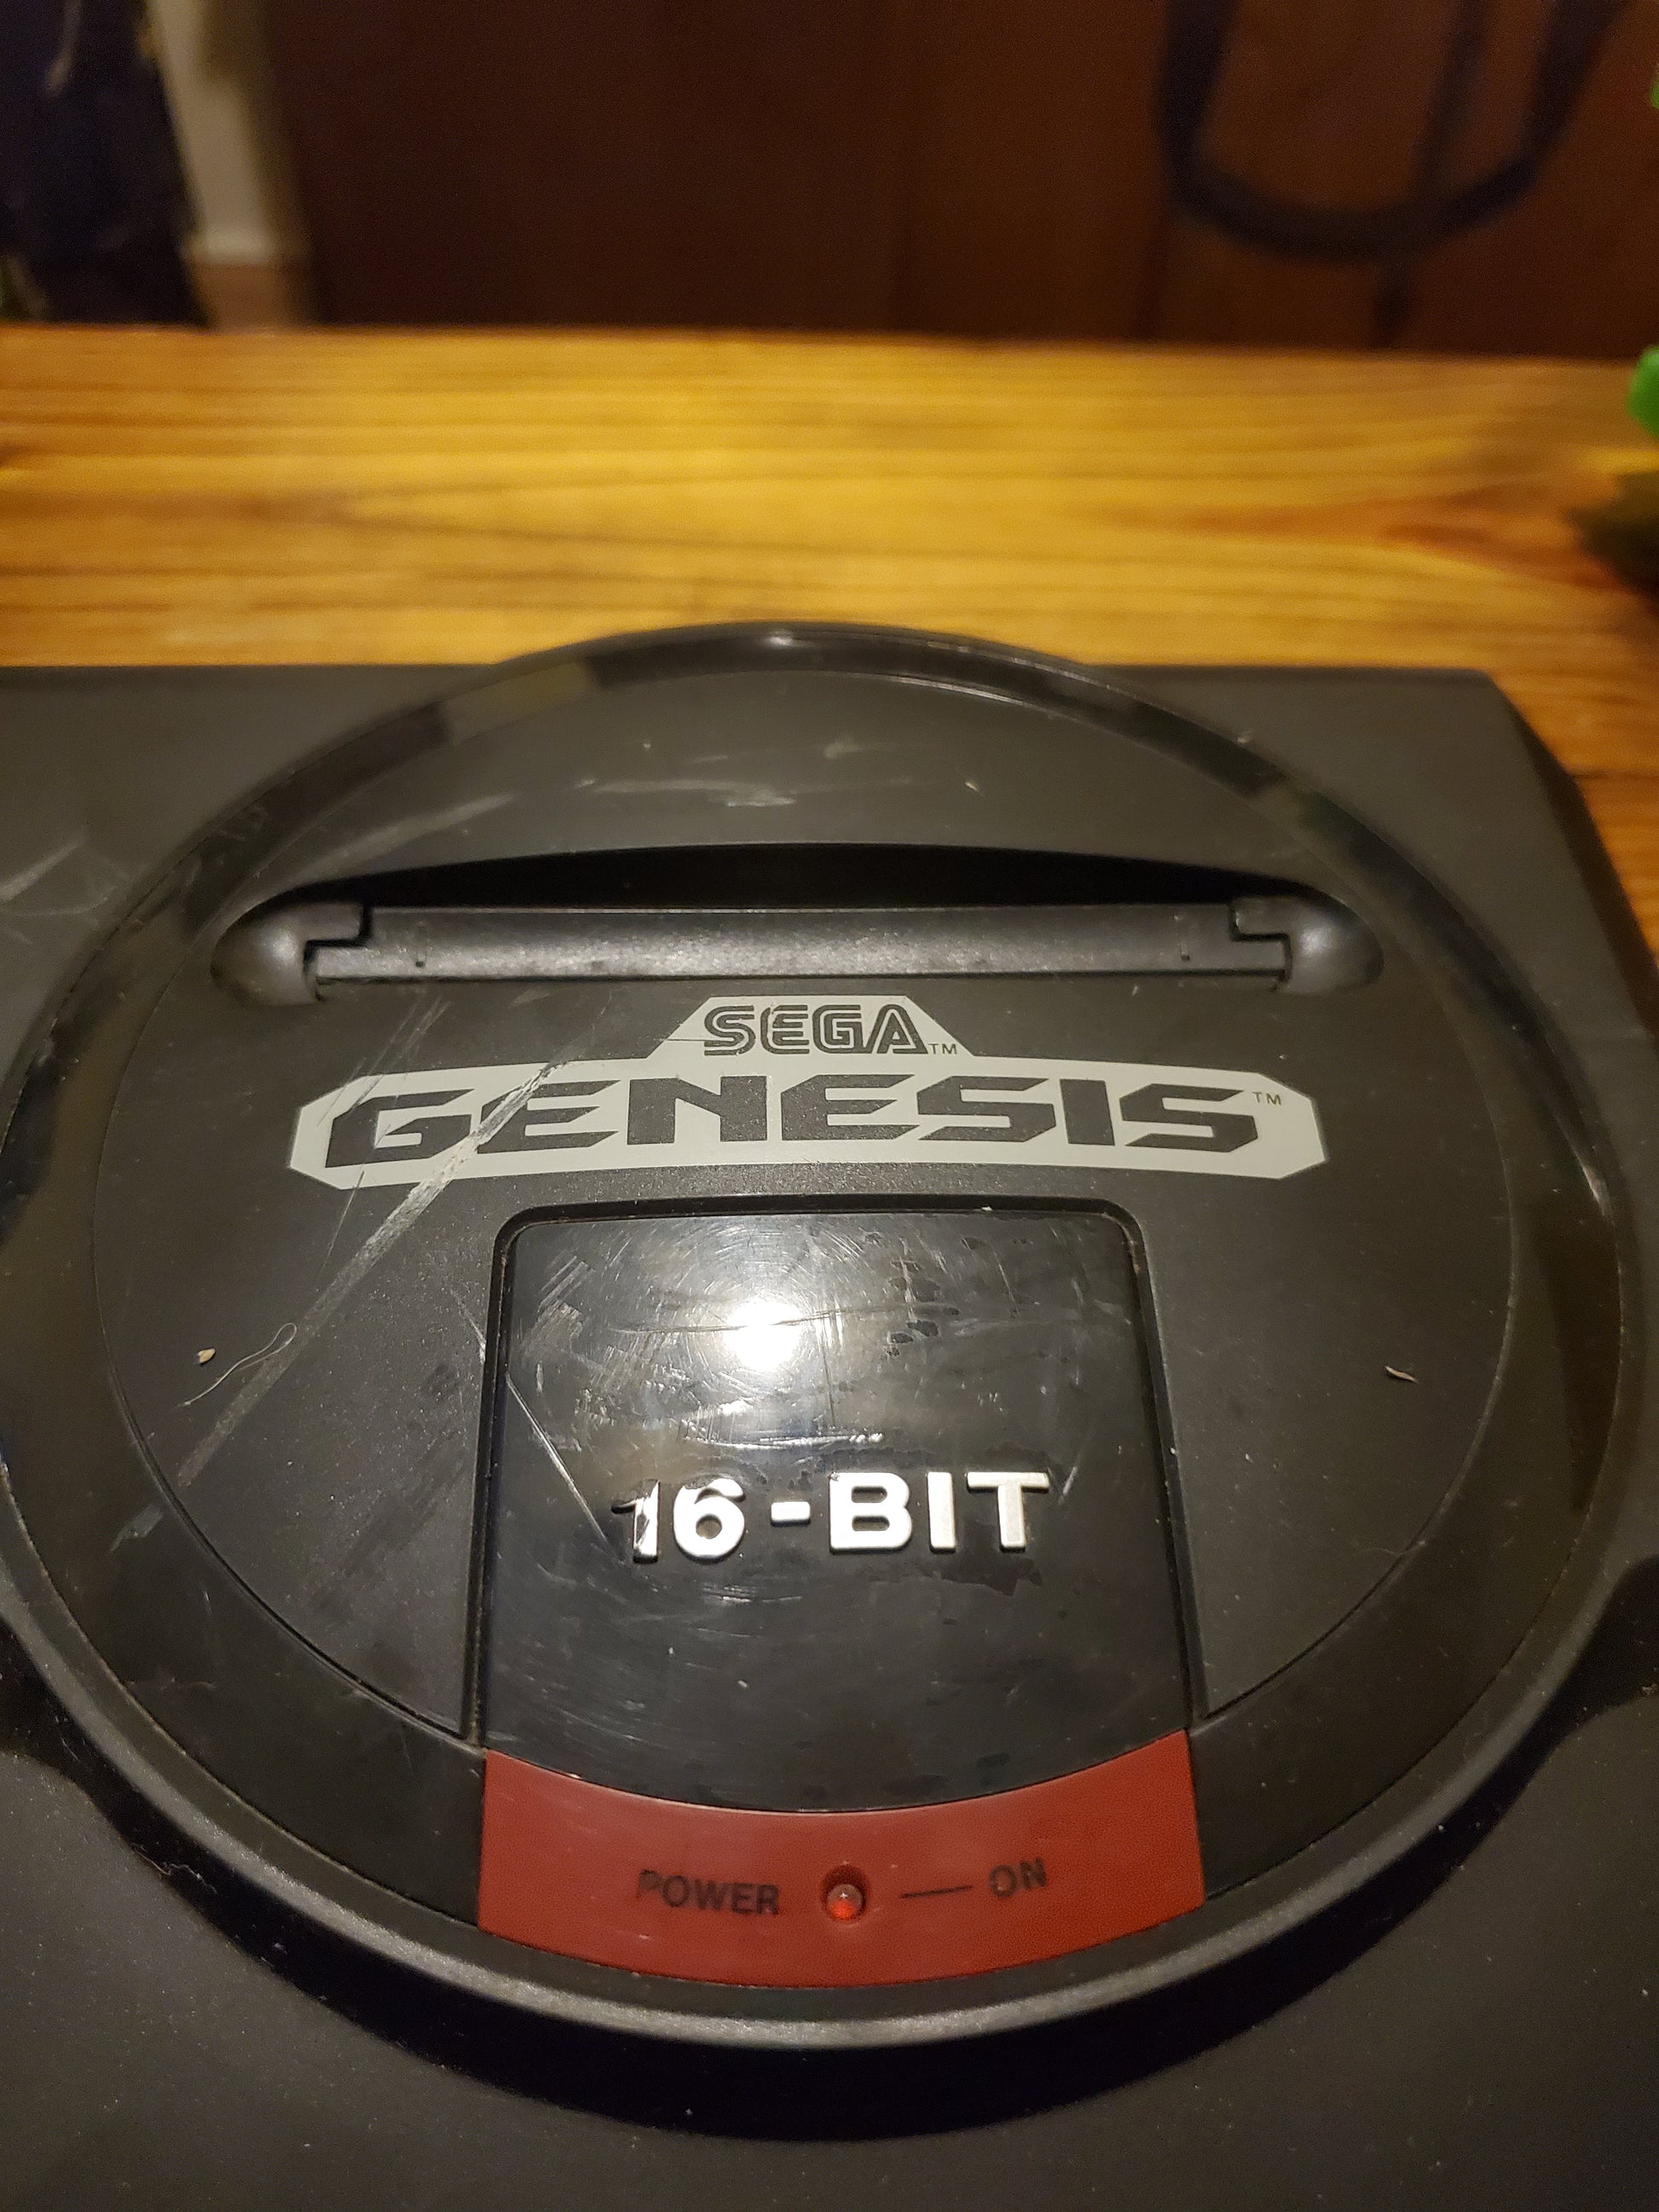 SEGA™
GENESIS™
16-BIT
POWER ON